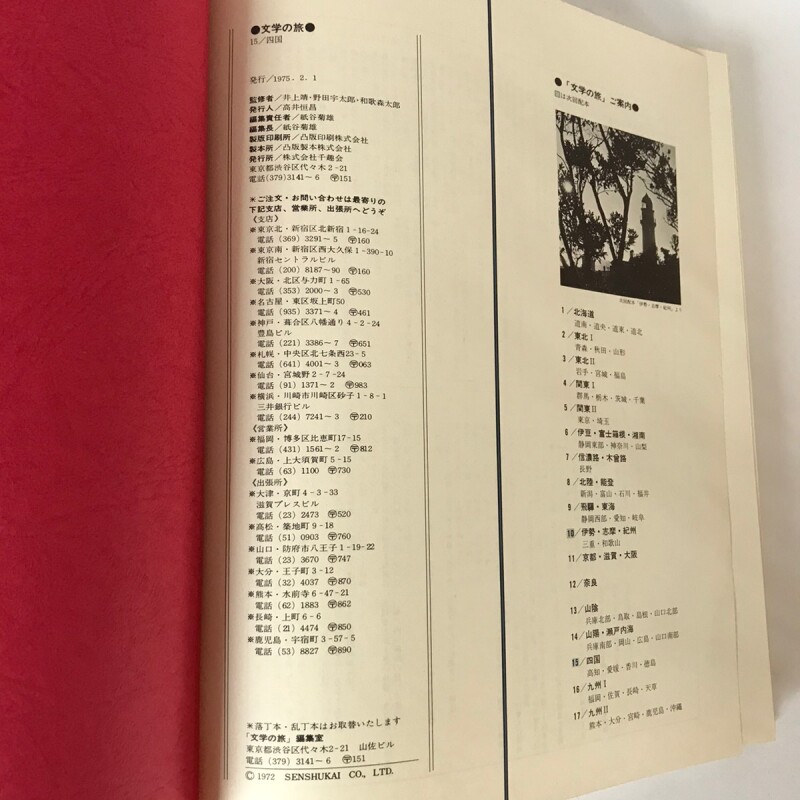 ●文学の旅●
15／四国
発行／1975．2．1
監修者／井上靖・野田宇太郎・和歌森太郎
発行人／高井恒昌
編集責任者／紙谷菊雄
編集長／紙谷菊雄
製版印刷所／凸版印刷株式会社
製本所／凸版製本株式会社
発行所／株式会社千趣会
東京都渋谷区代々木2-21
電話(379)3141～6 〒151
※ご注文・お問い合わせは最寄りの
下記支店、営業所、出張所へどうぞ
《支店》
※東京北・新宿区北新宿1-16-24
電話(369)3291～5 〒160
※東京南・新宿区西大久保1-390-10
新宿セントラルビル
電話(200)8187～90 〒160
※大阪・北区与力町1-65
電話(353)2000～3 〒530
※名古屋・東区坂上町50
電話(935)3371～4 〒461
※神戸・葺合区八幡通り4-2-24
豊島ビル
電話(221)3386～7 〒651
※札幌・中央区北七条西23-5
電話(641)4001～3 〒063
※仙台・宮城野2-7-24
電話(91)1371～2 〒983
※横浜・川崎市川崎区砂子1-8-1
三井銀行ビル
電話(244)7241～3 〒210
《営業所》
※福岡・博多区比恵町17-15
電話(431)1561～2 〒812
※広島・上大須賀町5-15
電話(63)1100 〒730
《出張所》
※大津・京町4-3-33
滋賀プレスビル
電話(23)2473 〒520
※高松・築地町9-18
電話(51)0903 〒760
※山口・防府市八王子1-19-22
電話(23)3670 〒747
※大分・王子町3-12
電話(32)4037 〒870
※熊本・水前寺6-47-21
電話(62)1883 〒862
※長崎・上町6-6
電話(21)4474 〒850
※鹿児島・宇宿町3-57-5
電話(53)8827 〒890
※落丁本・乱丁本はお取替いたします
「文学の旅」編集室
東京都渋谷区代々木2-21 山佐ビル
電話(379)3141～6 〒151
©1972 SENSHUKAI CO., LTD.
●「文学の旅」ご案内●
回は次回配本
次回配本「伊勢・志摩・紀州」より
1／北海道
道南・道央・道東・道北
2／東北Ⅰ
青森・秋田・山形
3／東北Ⅱ
岩手・宮城・福島
4／関東Ⅰ
群馬・栃木・茨城・千葉
5／関東Ⅱ
東京・埼玉
6／伊豆・富士箱根・湘南
静岡東部・神奈川・山梨
7／信濃路・木曾路
長野
8／北陸・能登
新潟・富山・石川・福井
9／飛騨・東海
静岡西部・愛知・岐阜
10／伊勢・志摩・紀州
三重・和歌山
11／京都・滋賀・大阪
12／奈良
13／山陰
兵庫北部・鳥取・島根・山口北部
14／山陽・瀬戸内海
兵庫南部・岡山・広島・山口南部
15／四国
高知・愛媛・香川・徳島
16／九州Ⅰ
福岡・佐賀・長崎・天草
17／九州Ⅱ
熊本・大分・宮崎・鹿児島・沖縄